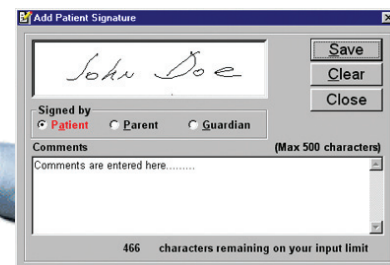 Add Patient Signature
John Doe
Save
Clear
Close
Signed by
Patient Parent Guardian
Comments (Max 500 characters)
Comments are entered here.........
466 characters remaining on your input limit